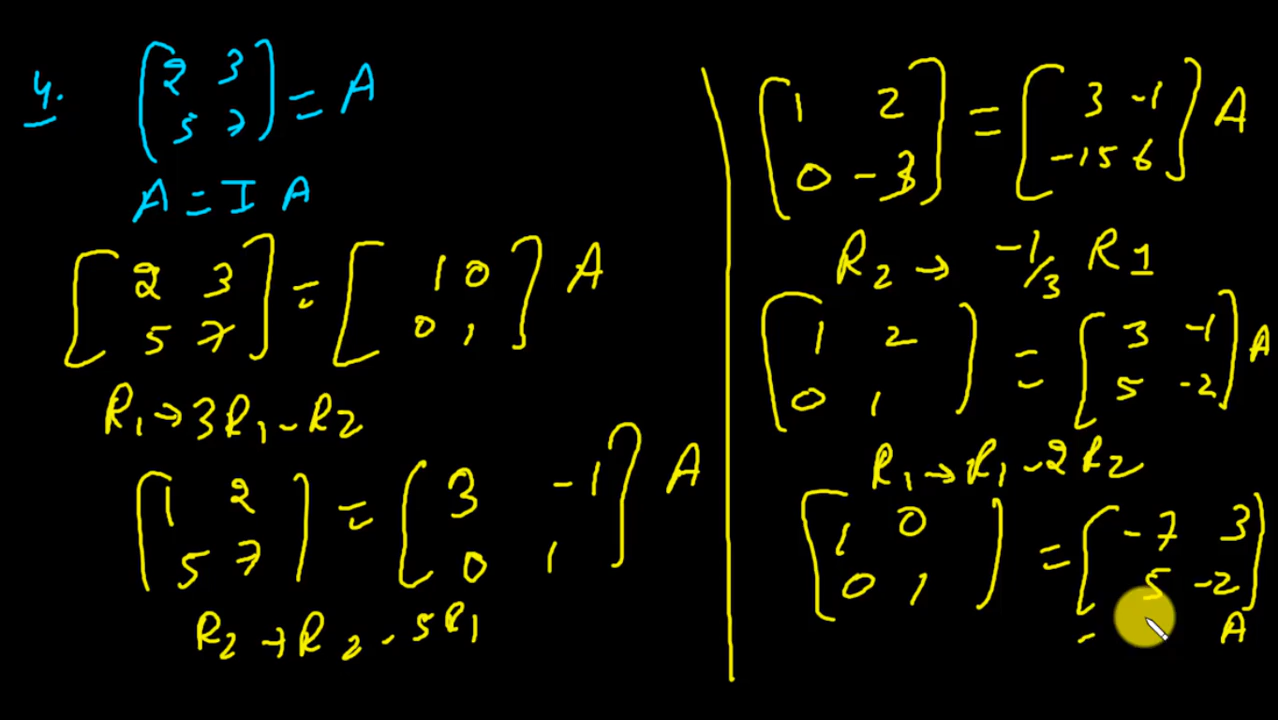 4. [2 3
5 7] = A
A = I A
[2 3
5 7] = [1 0
0 1] A
R1 → 3R1 - R2
[1 2
5 7] = [3 -1
0 1] A
R2 → R2 - 5R1
[1 2
0 -3] = [3 -1
-15 6] A
R2 → -1/3 R1
[1 2
0 1] = [3 -1
5 -2] A
R1 → R1 - 2R2
[1 0
0 1] = [-7 3
5 -2]
= A